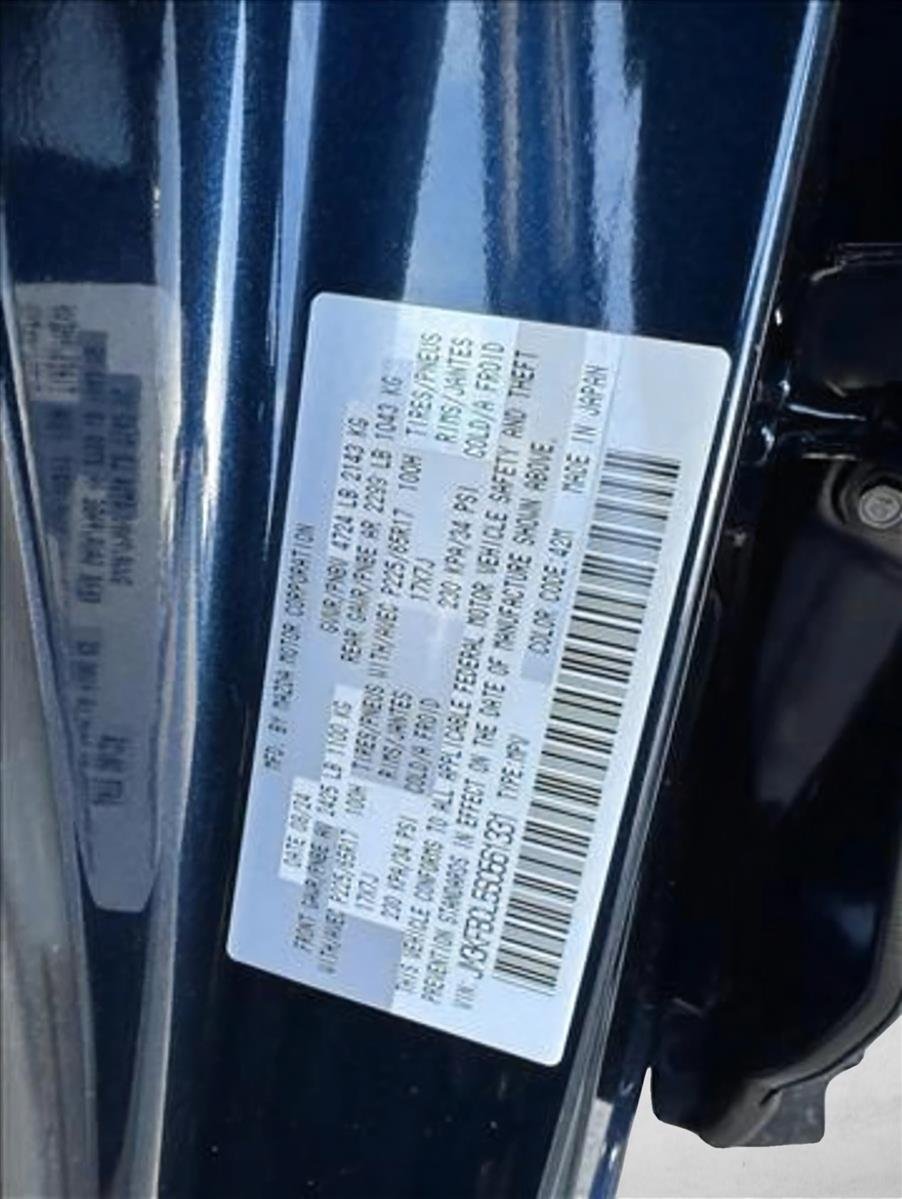 MFD. BY MAZDA MOTOR CORPORATION
DATE 08/24 GVWR/PNBV 4724 LB 2143 KG
FRONT GAWR/PNBE AV 2425 LB 1100 KG REAR GAWR/PNBE AR 2299 LB 1043 KG
WITH/AVEC P225/65R17 100H TIRES/PNEUS WITH/AVEC P225/65R17 100H TIRES/PNEUS
17X7J RIMS/JANTES 17X7J RIMS/JANTES
230 KPA/34 PSI COLD/A FROID 230 KPA/34 PSI COLD/A FROID
THIS VEHICLE CONFORMS TO ALL APPLICABLE FEDERAL MOTOR VEHICLE SAFETY AND THEFT
PREVENTION STANDARDS IN EFFECT ON THE DATE OF MANUFACTURE SHOWN ABOVE.
VIN: TYPE:MPV COLOR CODE:42M MADE IN JAPAN